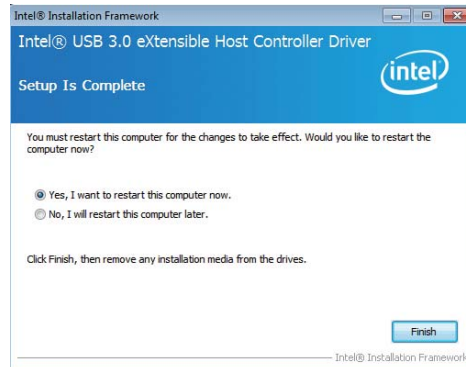 Intel® Installation Framework
Intel® USB 3.0 eXtensible Host Controller Driver
Setup Is Complete
intel
You must restart this computer for the changes to take effect. Would you like to restart the
computer now?
Yes, I want to restart this computer now.
No, I will restart this computer later.
Click Finish, then remove any installation media from the drives.
Finish
Intel® Installation Framework